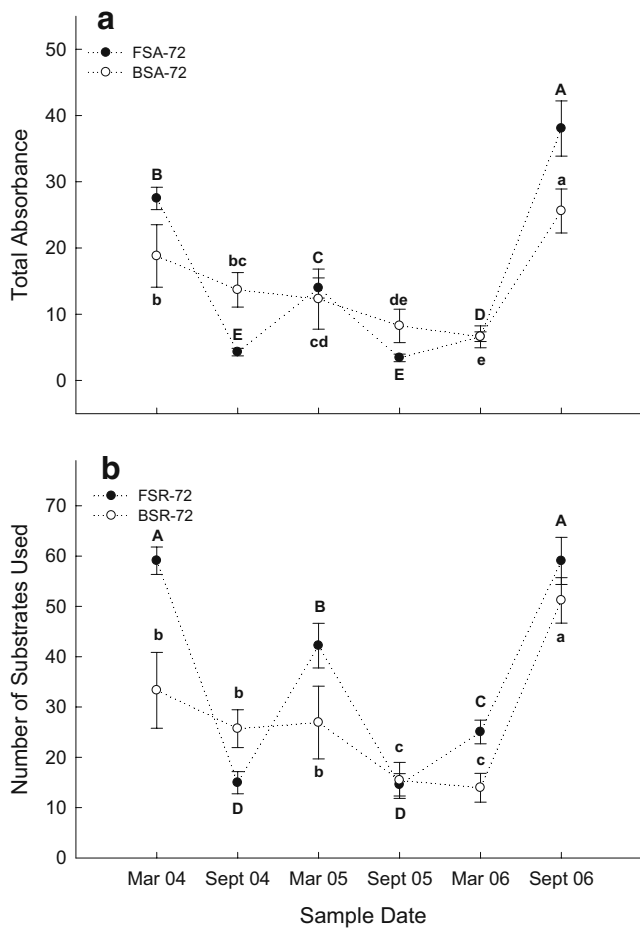 a
FSA-72
BSA-72
50
40
30
20
10
0
Total Absorbance
B
b
bc
E
C
cd
de
E
D
e
A
a
b
FSR-72
BSR-72
70
60
50
40
30
20
10
0
Number of Substrates Used
A
b
b
D
B
b
c
D
C
c
A
a
Mar 04 Sept 04 Mar 05 Sept 05 Mar 06 Sept 06
Sample Date